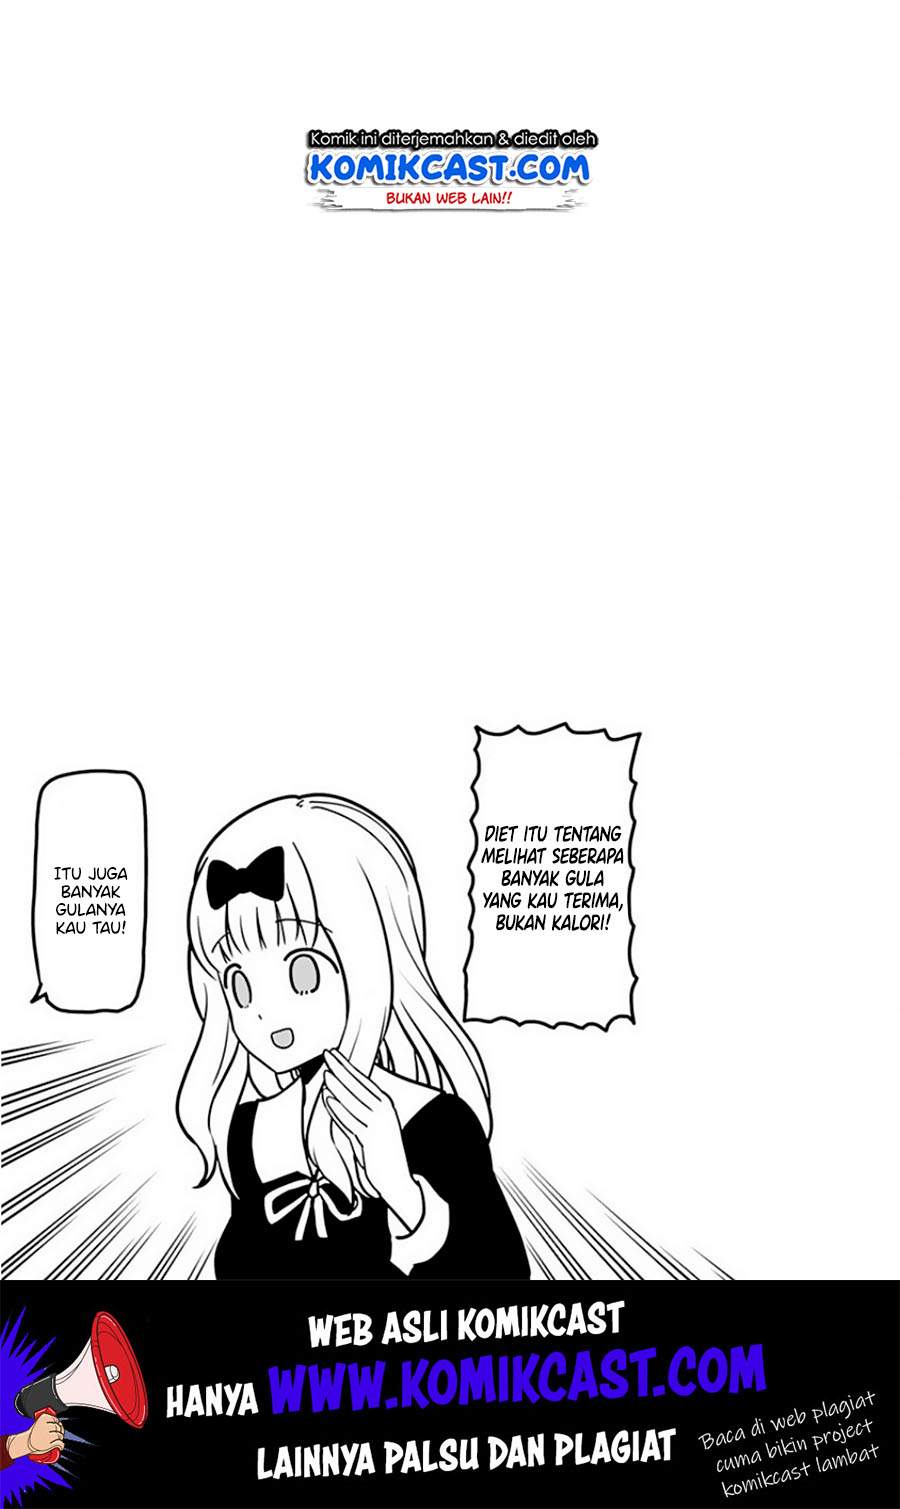 Komik ini diterjemahkan & diedit oleh
KOMIKCAST.COM
BUKAN WEB LAIN!!
DIET ITU TENTANG
MELIHAT SEBERAPA
BANYAK GULA
YANG KAU TERIMA,
BUKAN KALORI!
ITU JUGA
BANYAK
GULANYA
KAU TAU!
WEB ASLI KOMIKCAST
HANYA WWW.KOMIKCAST.COM
LAINNYA PALSU DAN PLAGIAT
Baca di web plagiat
cuma bikin project
komikcast lambat